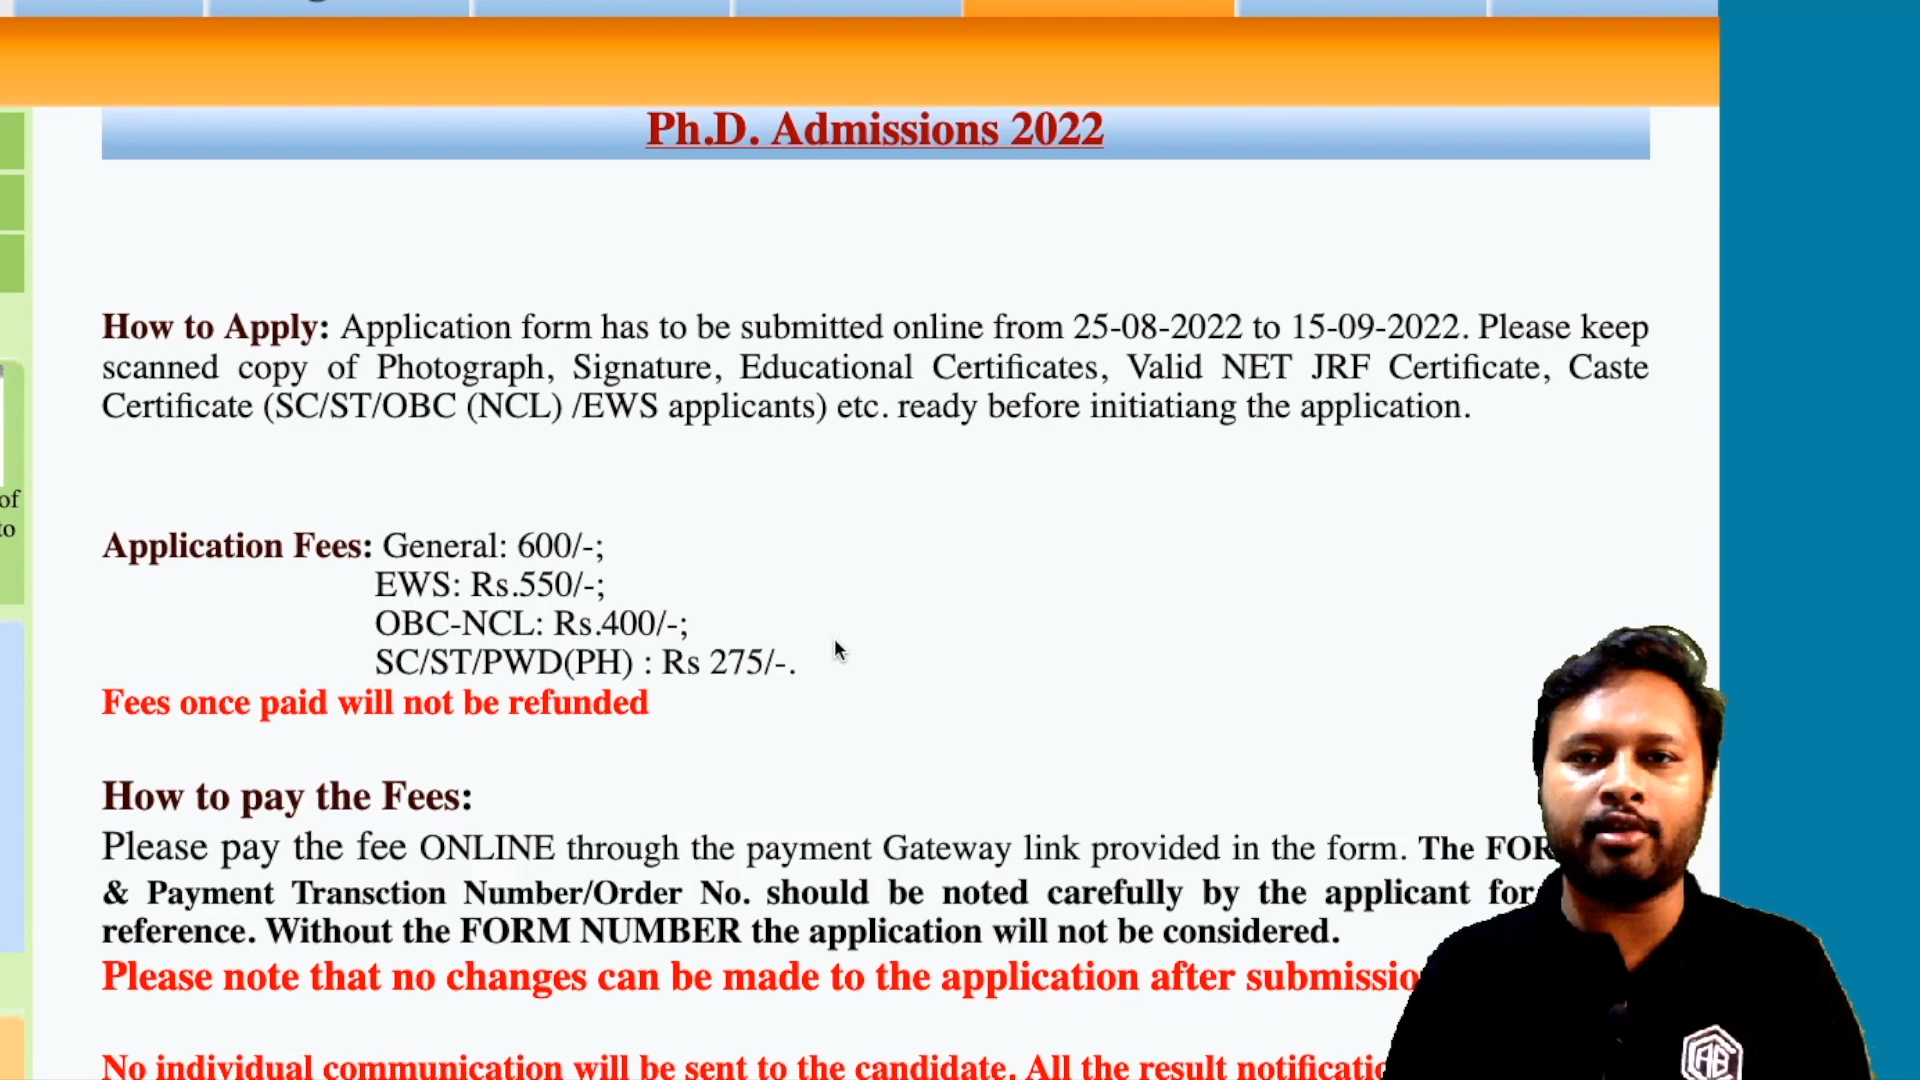 Ph.D. Admissions 2022
How to Apply: Application form has to be submitted online from 25-08-2022 to 15-09-2022. Please keep
scanned copy of Photograph, Signature, Educational Certificates, Valid NET JRF Certificate, Caste
Certificate (SC/ST/OBC (NCL) /EWS applicants) etc. ready before initiatiang the application.
of
to
Application Fees: General: 600/-;
EWS: Rs.550/-;
OBC-NCL: Rs.400/-;
SC/ST/PWD(PH) : Rs 275/-.
Fees once paid will not be refunded
How to pay the Fees:
Please pay the fee ONLINE through the payment Gateway link provided in the form. The
& Payment Transction Number/Order No. should be noted carefully by the applicant for
reference. Without the FORM NUMBER the application will not be considered.
Please note that no changes can be made to the application after
No individual communication will be sent to the candidate. All the result